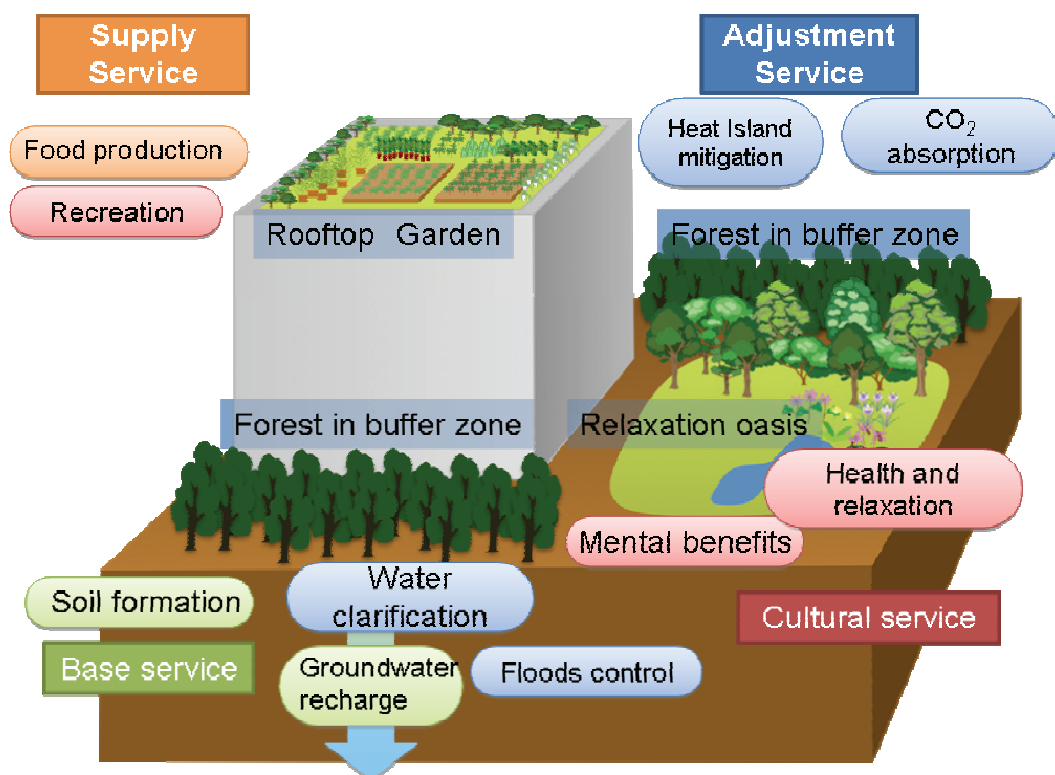 Supply
Service
Adjustment
Service
Food production
Recreation
Heat Island
mitigation
CO₂
absorption
Rooftop Garden
Forest in buffer zone
Forest in buffer zone
Relaxation oasis
Health and
relaxation
Mental benefits
Soil formation
Water
clarification
Cultural service
Base service
Groundwater
recharge
Floods control